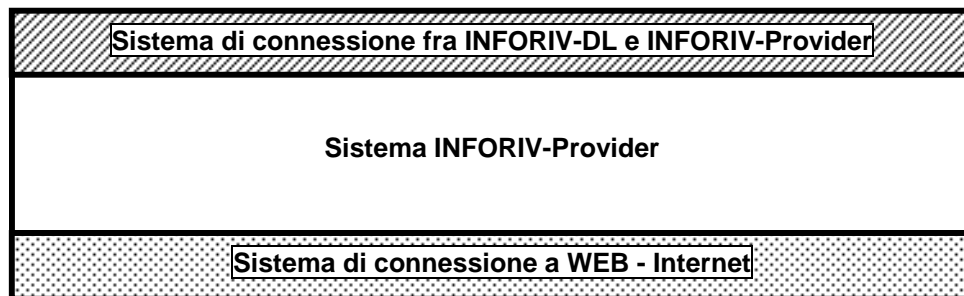 Sistema di connessione fra INFORIV-DL e INFORIV-Provider
Sistema INFORIV-Provider
Sistema di connessione a WEB - Internet